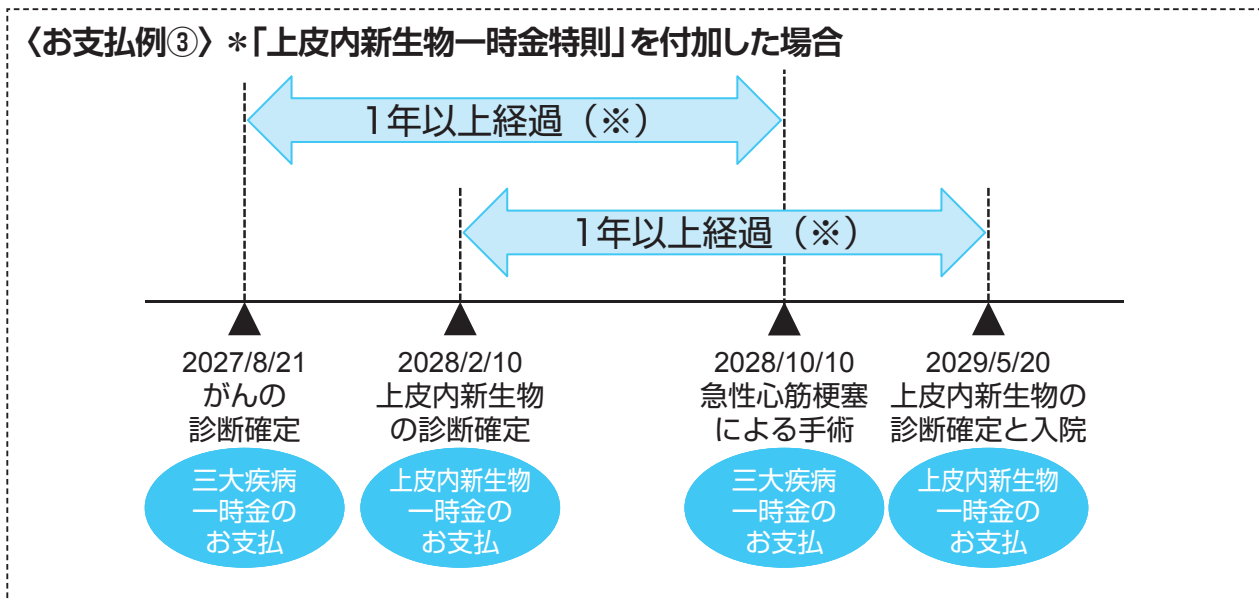 〈お支払例③〉＊「上皮内新生物一時金特則」を付加した場合
1年以上経過（※）
1年以上経過（※）
2027/8/21
がんの
診断確定
三大疾病
一時金の
お支払
2028/2/10
上皮内新生物
の診断確定
上皮内新生物
一時金の
お支払
2028/10/10
急性心筋梗塞
による手術
三大疾病
一時金の
お支払
2029/5/20
上皮内新生物の
診断確定と入院
上皮内新生物
一時金の
お支払